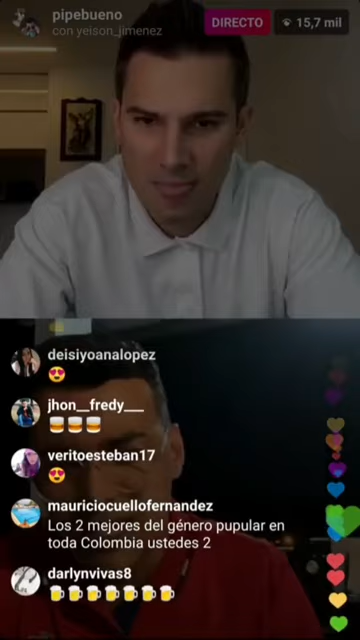 pipebueno
con yeison_jimenez
DIRECTO
15,7 mil
deisiyoanalopez
😍
jhon__fredy___
🥃🥃🥃
veritoesteban17
😍
mauriciocuellofernandez
Los 2 mejores del género pupular en
toda Colombia ustedes 2
darlynvivas8
🍺🍺🍺🍺🍺🍺🍺